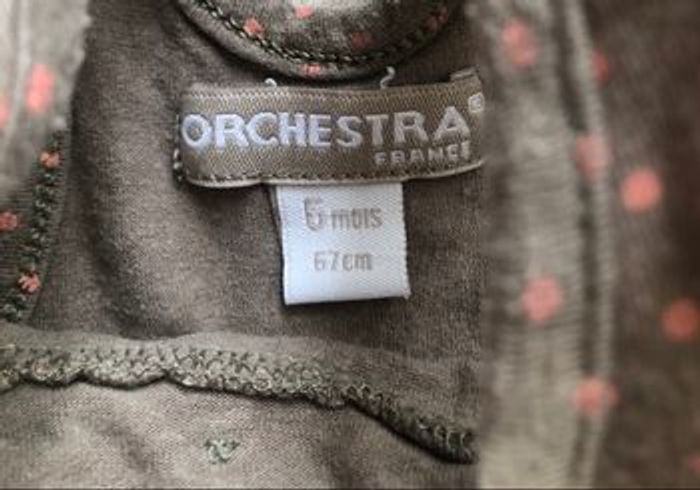 ORCHESTRA
FRANCE
6 mois
67cm